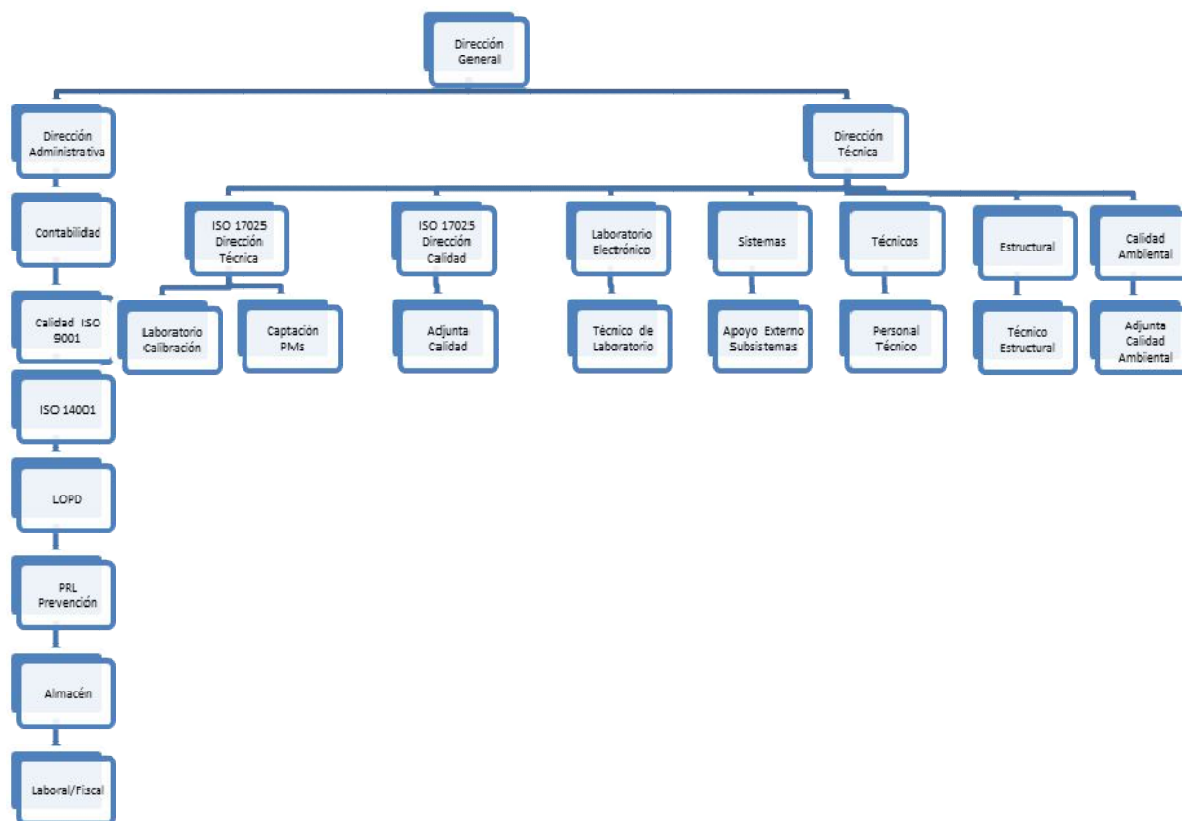 Dirección
General
Dirección
Administrativa
Dirección
Técnica
Contabilidad
ISO 17025
Dirección
Técnica
ISO 17025
Dirección
Calidad
Laboratorio
Electrónico
Sistemas
Técnicos
Estructural
Calidad
Ambiental
Calidad ISO
9001
Laboratorio
Calibración
Captación
PMs
Adjunta
Calidad
Técnico de
Laboratorio
Apoyo Externo
Subsistemas
Personal
Técnico
Técnico
Estructural
Adjunta
Calidad
Ambiental
ISO 14001
LOPD
PRL
Prevención
Almacén
Laboral/Fiscal